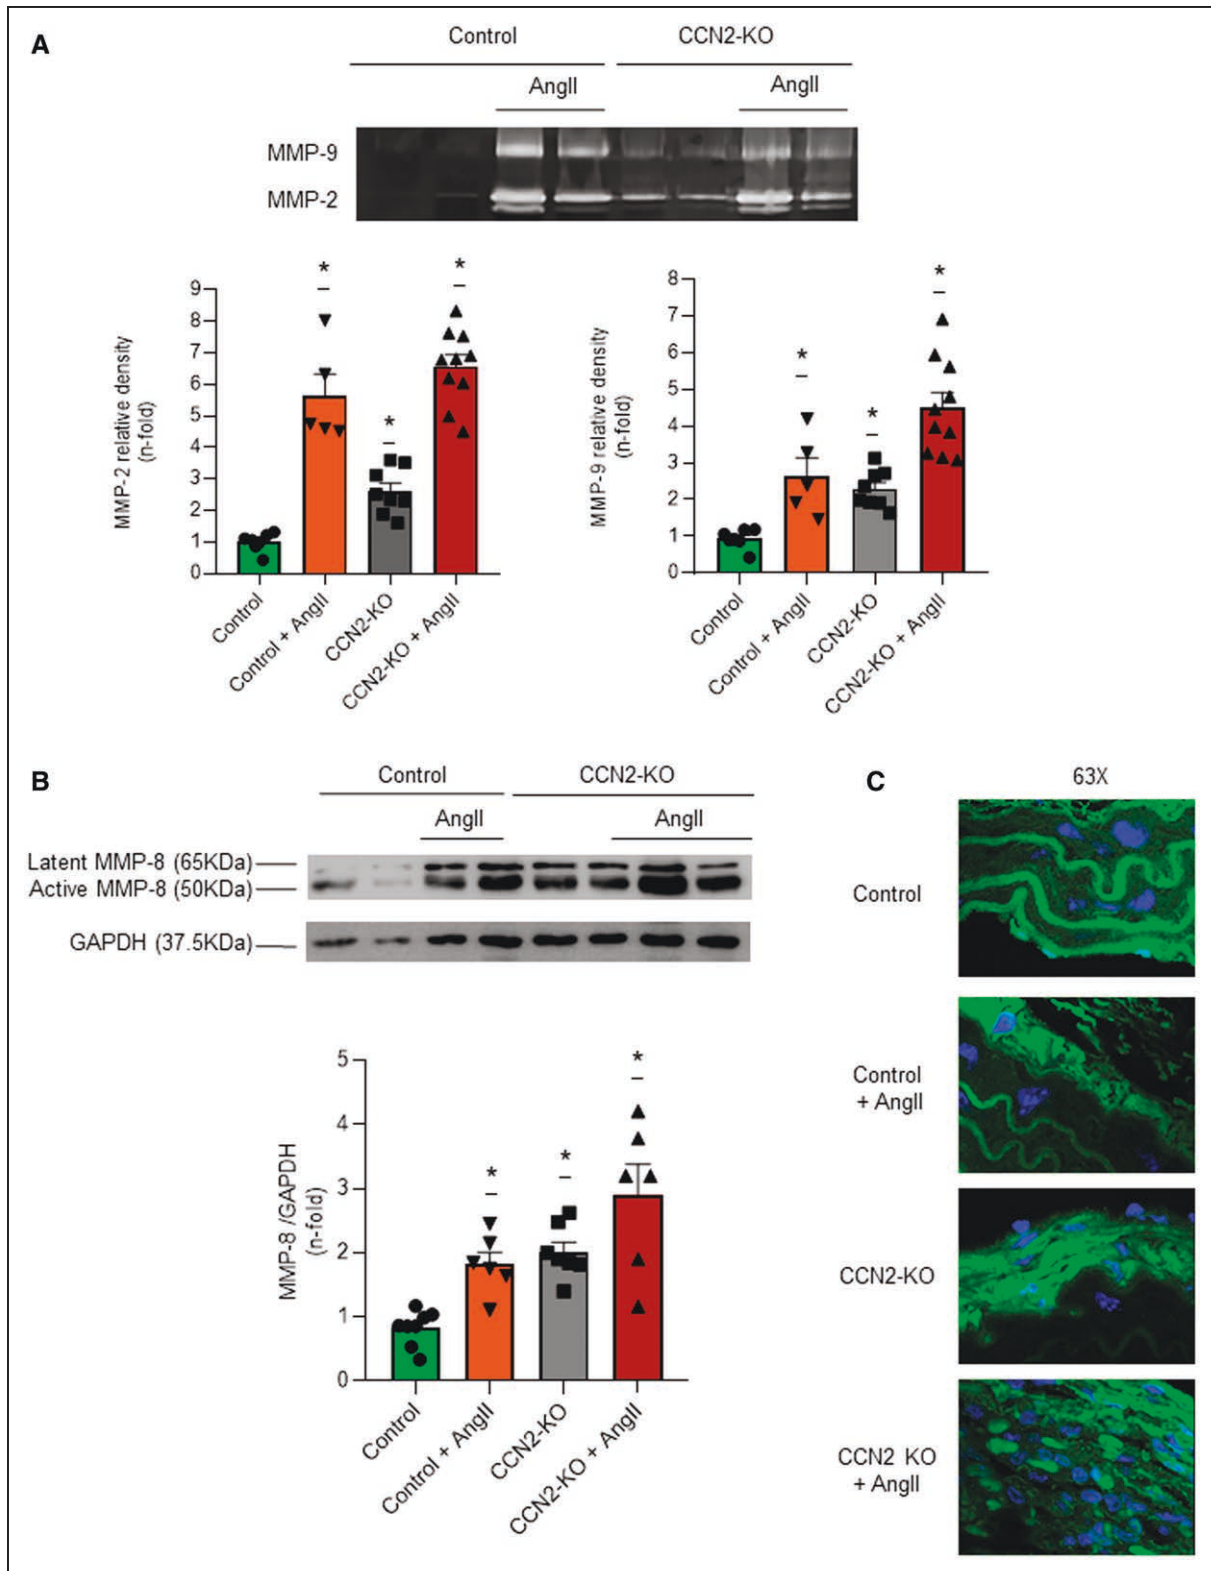 A
Control
CCN2-KO
AngII
AngII
MMP-9
MMP-2
MMP-2 relative density
(n-fold)
9
8
7
6
5
4
3
2
1
0
*
*
*
Control
Control + AngII
CCN2-KO
CCN2-KO + AngII
MMP-9 relative density
(n-fold)
8
7
6
5
4
3
2
1
0
*
*
*
Control
Control + AngII
CCN2-KO
CCN2-KO + AngII
B
Control
CCN2-KO
AngII
AngII
Latent MMP-8 (65KDa)
Active MMP-8 (50KDa)
GAPDH (37.5KDa)
MMP-8 /GAPDH
(n-fold)
5
4
3
2
1
0
*
*
*
Control
Control + AngII
CCN2-KO
CCN2-KO + AngII
C
63X
Control
Control
+ AngII
CCN2-KO
CCN2 KO
+ AngII